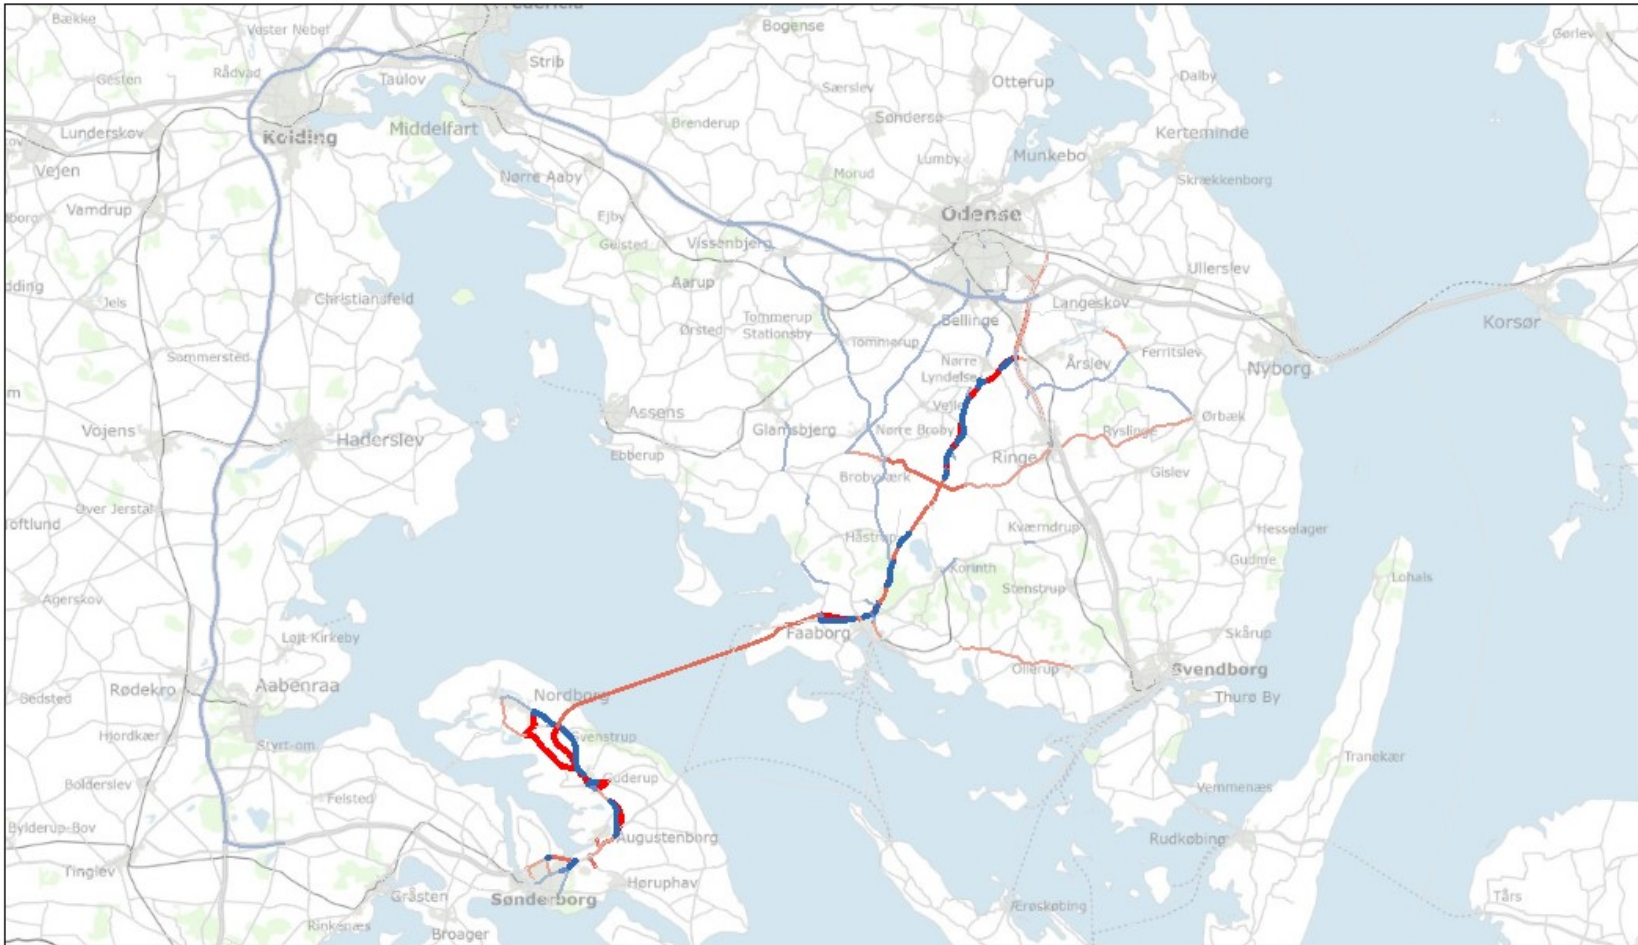 Bække
Vester Nebel
Bogense
Gørlev
Gesten
Rådvad
Taulov
Strib
Særslev
Otterup
Dalby
Lunderskov
Kolding
Middelfart
Brenderup
Søndersø
Kerteminde
Vejen
Nørre Aaby
Morud
Lumby
Munkebo
Skrækkenborg
Vamdrup
Ejby
Odense
Gelsted
Vissenbjerg
Aarup
Ullerslev
Jels
Christiansfeld
Langeskov
Tommerup
Stationsby
Ørsted
Bellinge
Korsør
Sommersted
Tommerup
Nørre
Lyndelse
Årslev
Ferritslev
Nyborg
Assens
Vojens
Haderslev
Glamsbjerg
Nørre Broby
Ryslinge
Ørbæk
Ebberup
Ringe
Gislev
Brobyværk
Over Jerstal
Toftlund
Håstrup
Kværndrup
Hesselager
Gudme
Korinth
Stenstrup
Lohals
Agerskov
Løjt Kirkeby
Faaborg
Skårup
Ollerup
Svendborg
Rødekro
Aabenraa
Nordborg
Thurø By
Bedsted
Hjordkær
Styrtom
Svenstrup
Tranekær
Bolderslev
Felsted
Guderup
Vemmenæs
Bylderup-Bov
Augustenborg
Rudkøbing
Tinglev
Gråsten
Sønderborg
Høruphav
Tårs
Rinkenæs
Broager
Ærøskøbing